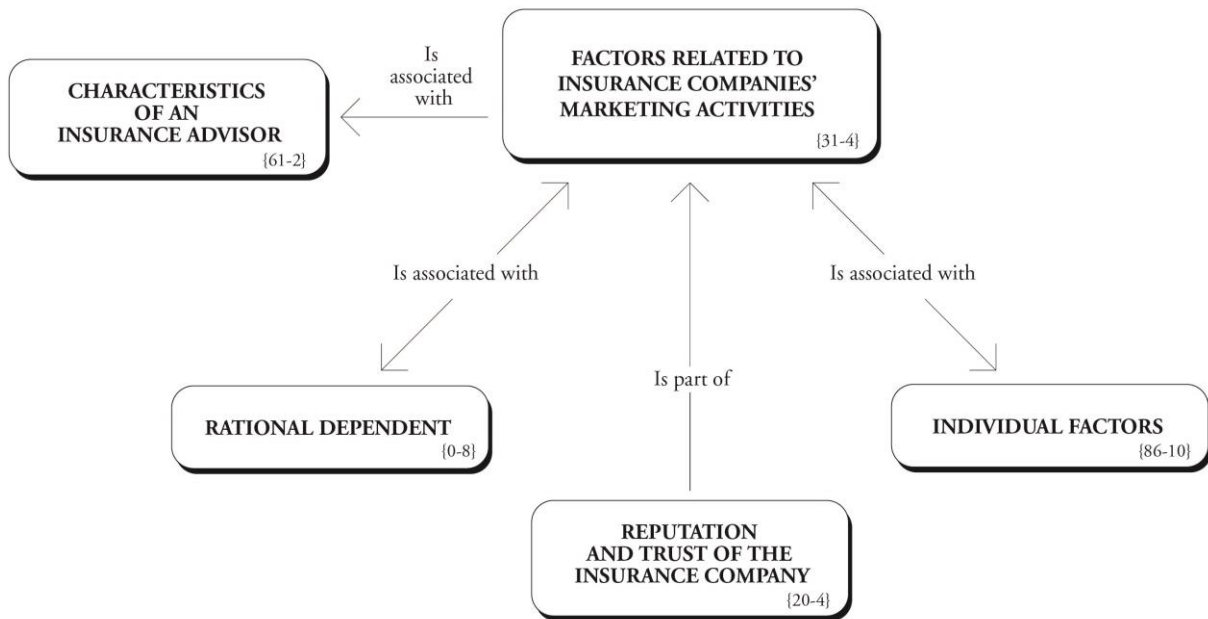 FACTORS RELATED TO
INSURANCE COMPANIES'
MARKETING ACTIVITIES
{31-4}
Is
associated
with
CHARACTERISTICS
OF AN
INSURANCE ADVISOR
{61-2}
Is associated with
Is associated with
Is part of
RATIONAL DEPENDENT
{0-8}
INDIVIDUAL FACTORS
{86-10}
REPUTATION
AND TRUST OF THE
INSURANCE COMPANY
{20-4}